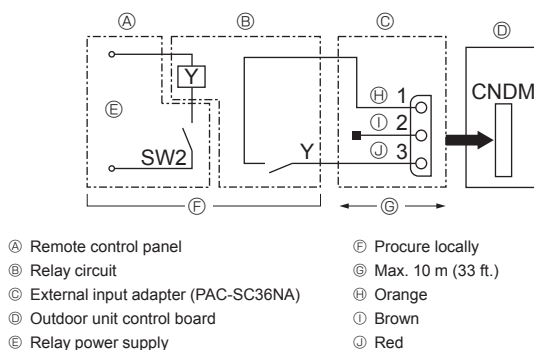 Ⓐ Ⓑ Ⓒ Ⓓ
Y
CNDM
Ⓔ
Ⓗ 1
Ⓘ 2
SW2 Y Ⓙ 3
Ⓕ Ⓖ
Ⓐ Remote control panel
Ⓑ Relay circuit
Ⓒ External input adapter (PAC-SC36NA)
Ⓓ Outdoor unit control board
Ⓔ Relay power supply
Ⓕ Procure locally
Ⓖ Max. 10 m (33 ft.)
Ⓗ Orange
Ⓘ Brown
Ⓙ Red